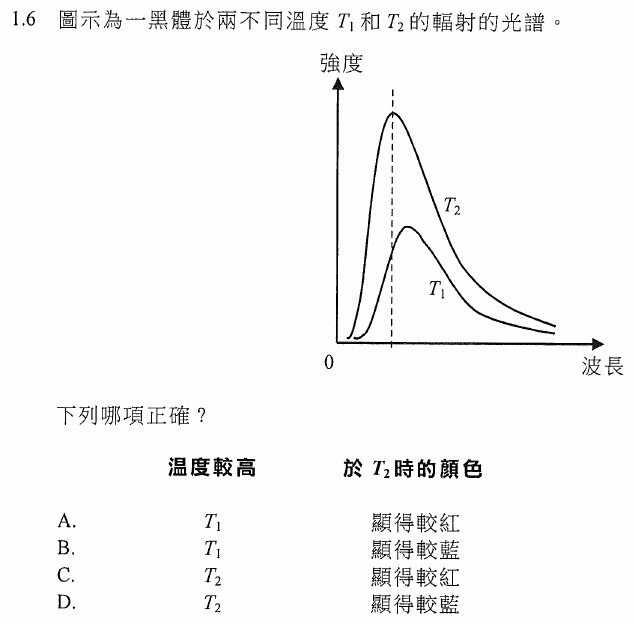 1.6 圖示為一黑體於兩不同溫度 T₁ 和 T₂ 的輻射的光譜。
強度
T₂
T₁
0
波長
下列哪項正確？
温度較高 於 T₂ 時的顏色
A. T₁ 顯得較紅
B. T₁ 顯得較藍
C. T₂ 顯得較紅
D. T₂ 顯得較藍